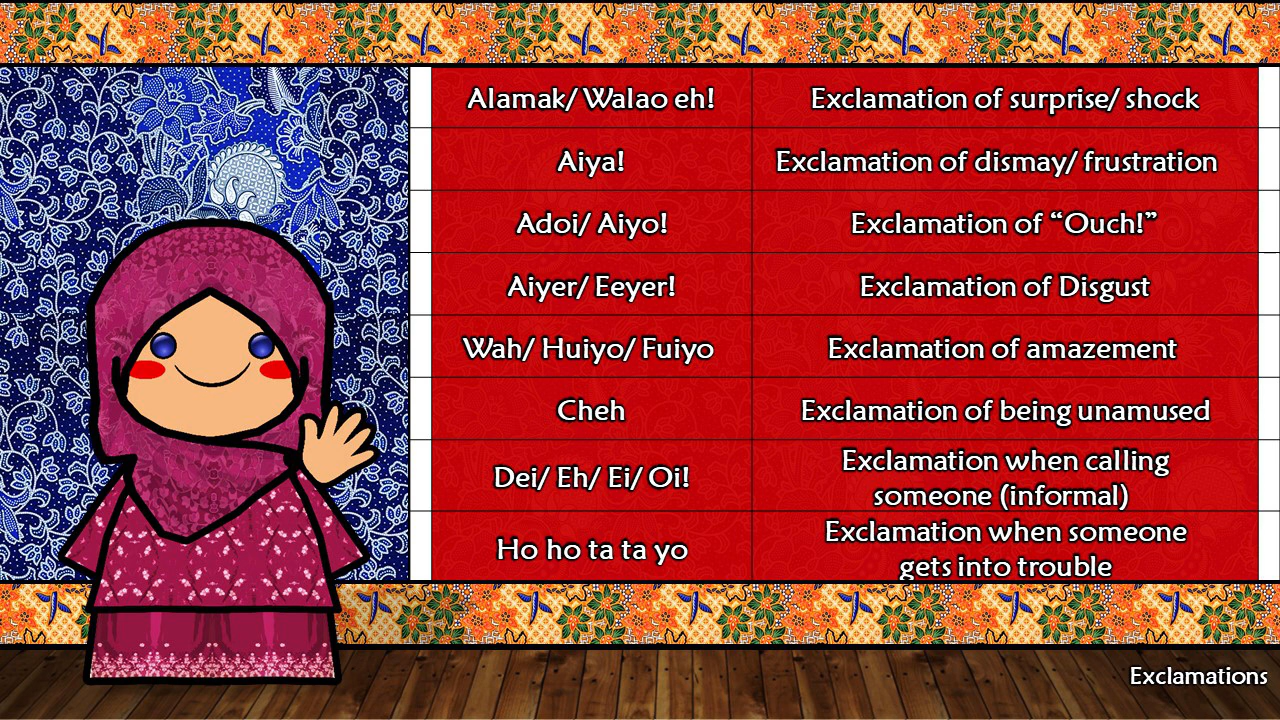 Alamak/ Walao eh!
Exclamation of surprise/ shock
Aiya!
Exclamation of dismay/ frustration
Adoi/ Aiyo!
Exclamation of “Ouch!”
Aiyer/ Eeyer!
Exclamation of Disgust
Wah/ Huiyo/ Fuiyo
Exclamation of amazement
Cheh
Exclamation of being unamused
Dei/ Eh/ Ei/ Oi!
Exclamation when calling
someone (informal)
Ho ho ta ta yo
Exclamation when someone
gets into trouble
Exclamations